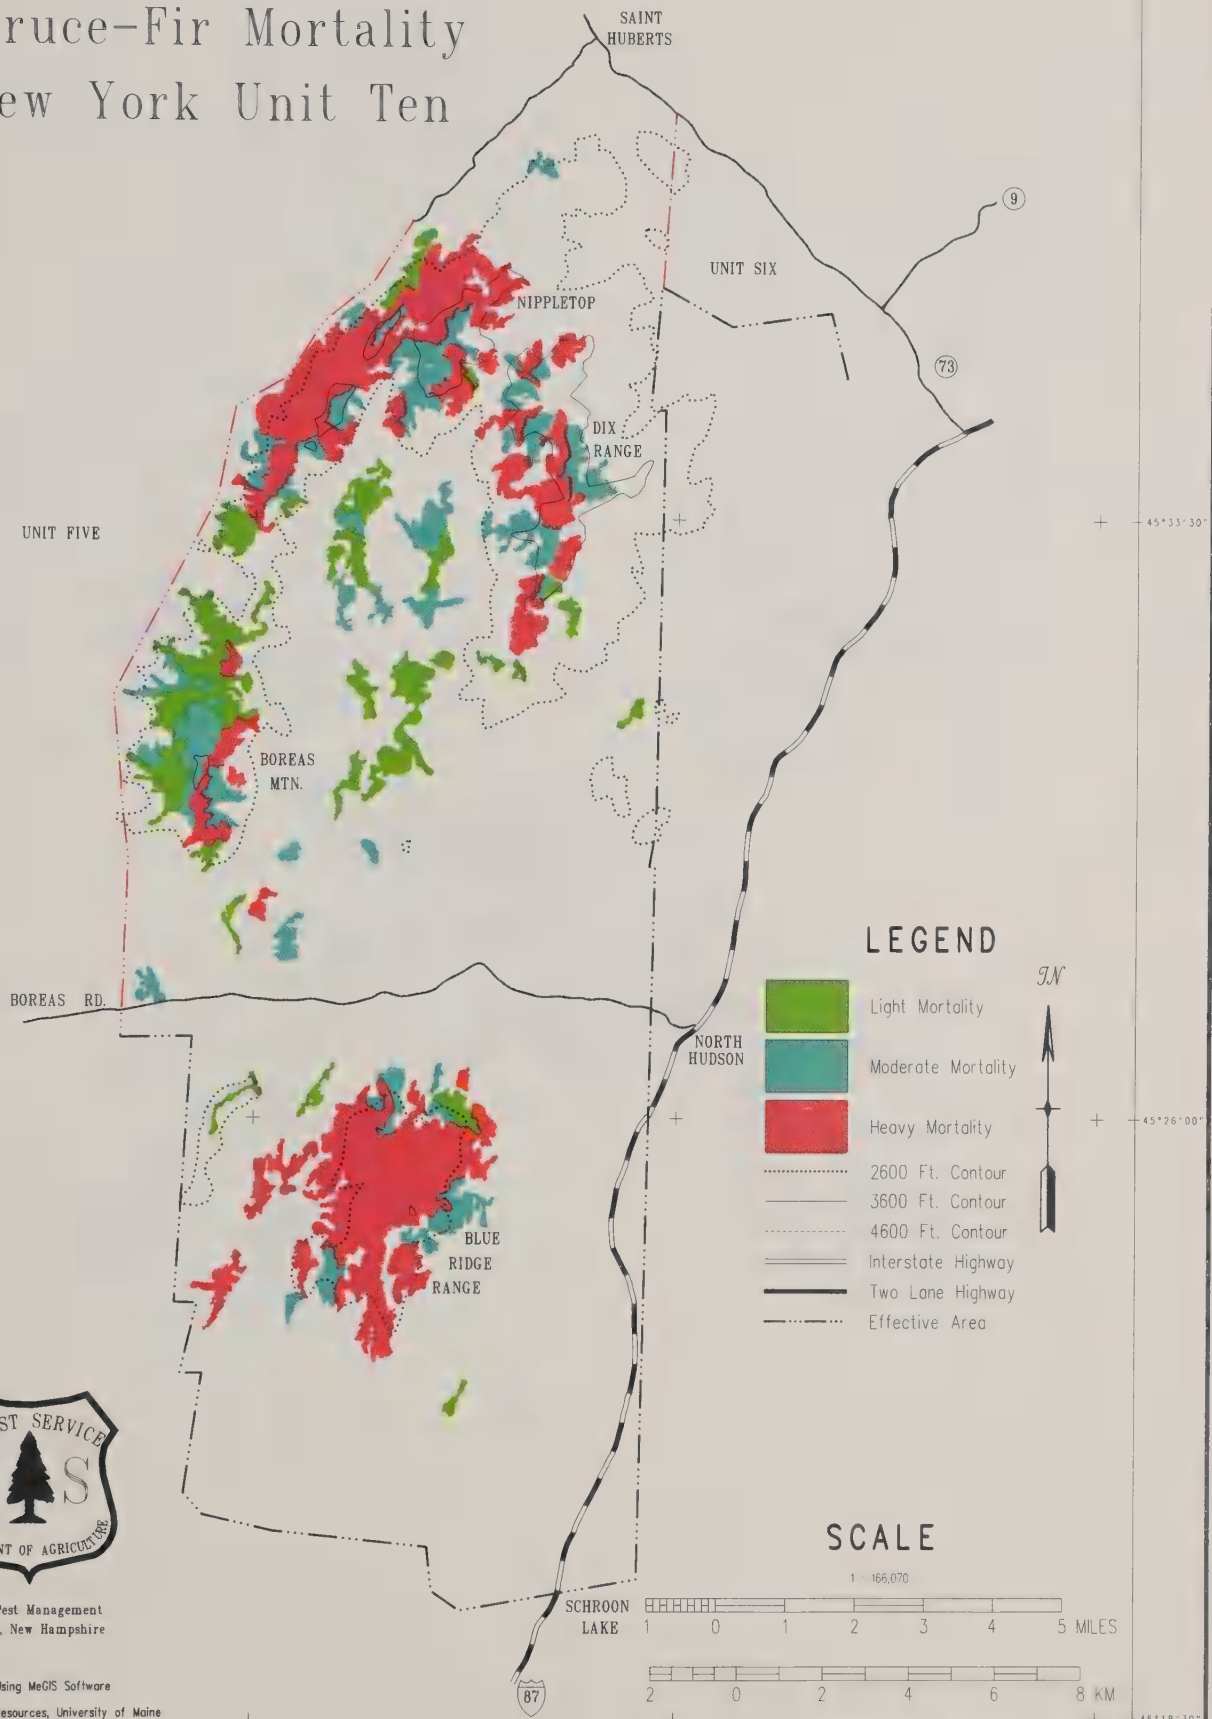 ruce-Fir Mortality
ew York Unit Ten
SAINT
HUBERTS
9
UNIT SIX
NIPPLETOP
73
DIX
RANGE
UNIT FIVE
45°33'30"
BOREAS
MTN.
LEGEND
Light Mortality
Moderate Mortality
Heavy Mortality
2600 Ft. Contour
3600 Ft. Contour
4600 Ft. Contour
Interstate Highway
Two Lane Highway
Effective Area
TN
BOREAS RD.
NORTH
HUDSON
45°26'00"
BLUE
RIDGE
RANGE
ST SERVICE
S
NT OF AGRICULTURE
est Management
, New Hampshire
sing MeGIS Software
esources, University of Maine
SCHROON
LAKE
87
SCALE
1 : 166,070
1 0 1 2 3 4 5 MILES
2 0 2 4 6 8 KM